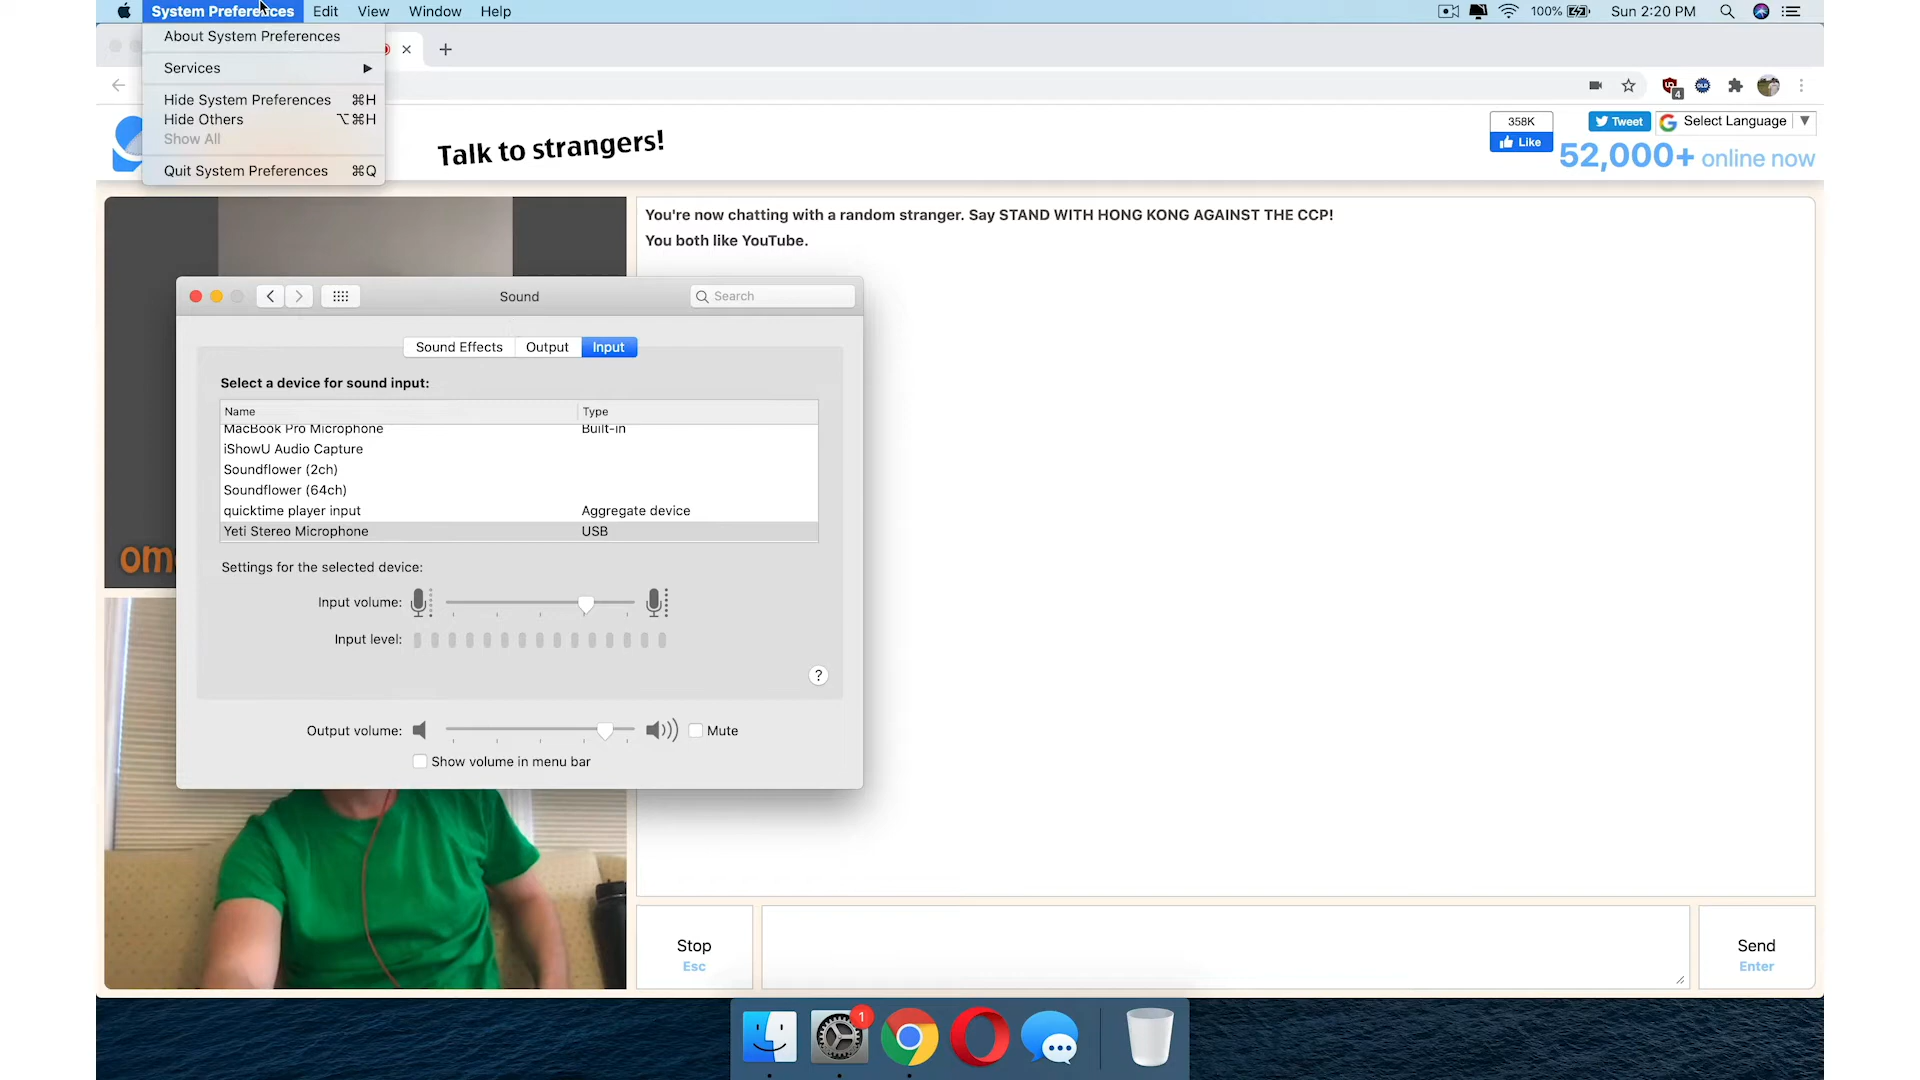 System Preferences Edit View Window Help 100% Sun 2:20 PM
About System Preferences
Services
Hide System Preferences ⌘H
Hide Others ⌥⌘H
Show All
Quit System Preferences ⌘Q
4
Talk to strangers!
358K
Like
Tweet
G Select Language ▼
52,000+ online now
You're now chatting with a random stranger. Say STAND WITH HONG KONG AGAINST THE CCP!
You both like YouTube.
Sound
Search
Sound Effects Output Input
Select a device for sound input:
Name Type
MacBook Pro Microphone Built-in
iShowU Audio Capture
Soundflower (2ch)
Soundflower (64ch)
quicktime player input Aggregate device
Yeti Stereo Microphone USB
Settings for the selected device:
Input volume:
Input level:
?
Output volume: Mute
Show volume in menu bar
Stop
Esc
Send
Enter
1